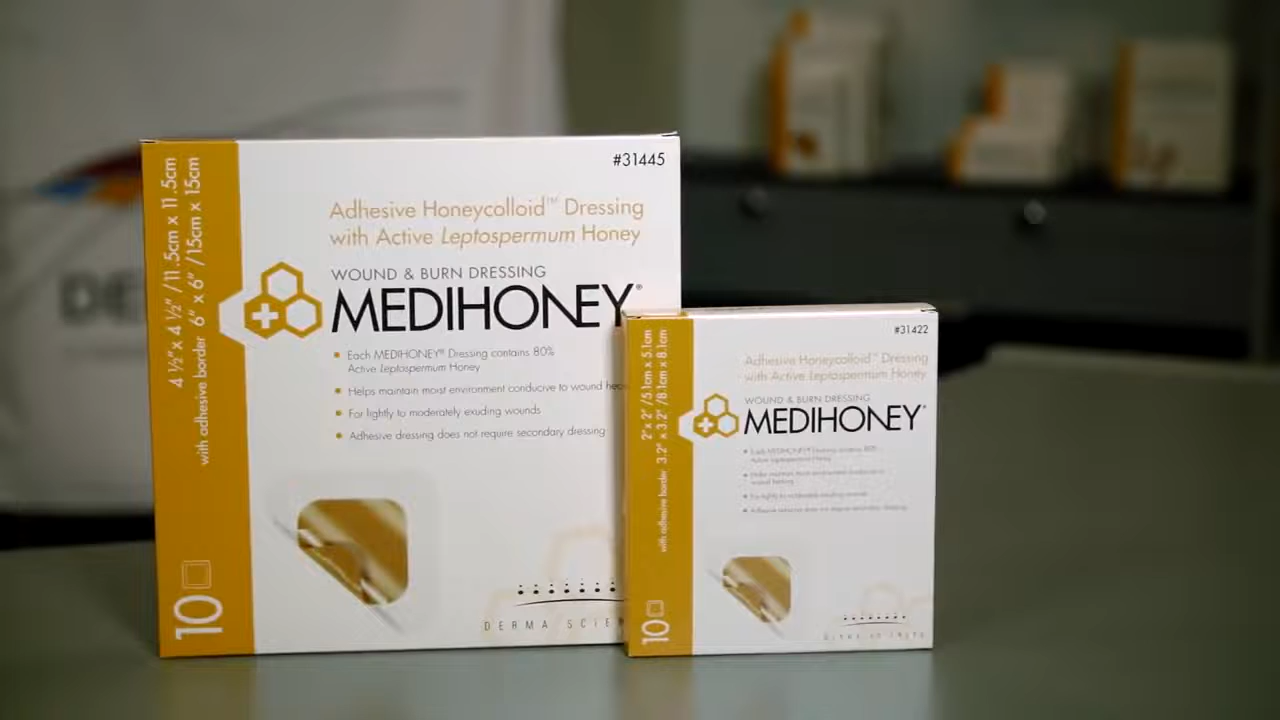 #31445
4 ½" x 4 ½" /11.5cm x 11.5cm
with adhesive border 6" x 6" /15cm x 15cm
Adhesive Honeycolloid™ Dressing
with Active Leptospermum Honey
WOUND & BURN DRESSING
MEDIHONEY®
• Each MEDIHONEY® Dressing contains 80%
Active Leptospermum Honey
• Helps maintain moist environment conducive to wound
• For lightly to moderately exuding wounds
• Adhesive dressing does not require secondary dressing
10
DERMA
#31422
2" x 2" /5.1cm x 5.1cm
with adhesive border 3.2" x 3.2" /8.1cm x 8.1cm
Adhesive Honeycolloid™ Dressing
with Active Leptospermum Honey
WOUND & BURN DRESSING
MEDIHONEY®
10